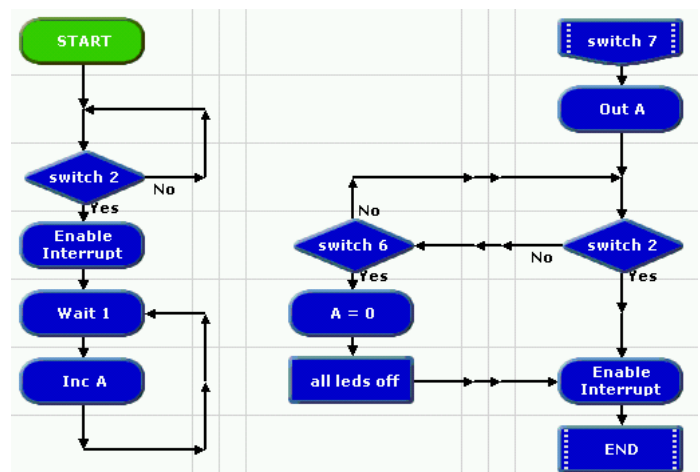 START
switch 2
No
Yes
Enable
Interrupt
Wait 1
Inc A
switch 7
Out A
No
switch 6
No
switch 2
Yes
Yes
A = 0
all leds off
Enable
Interrupt
END